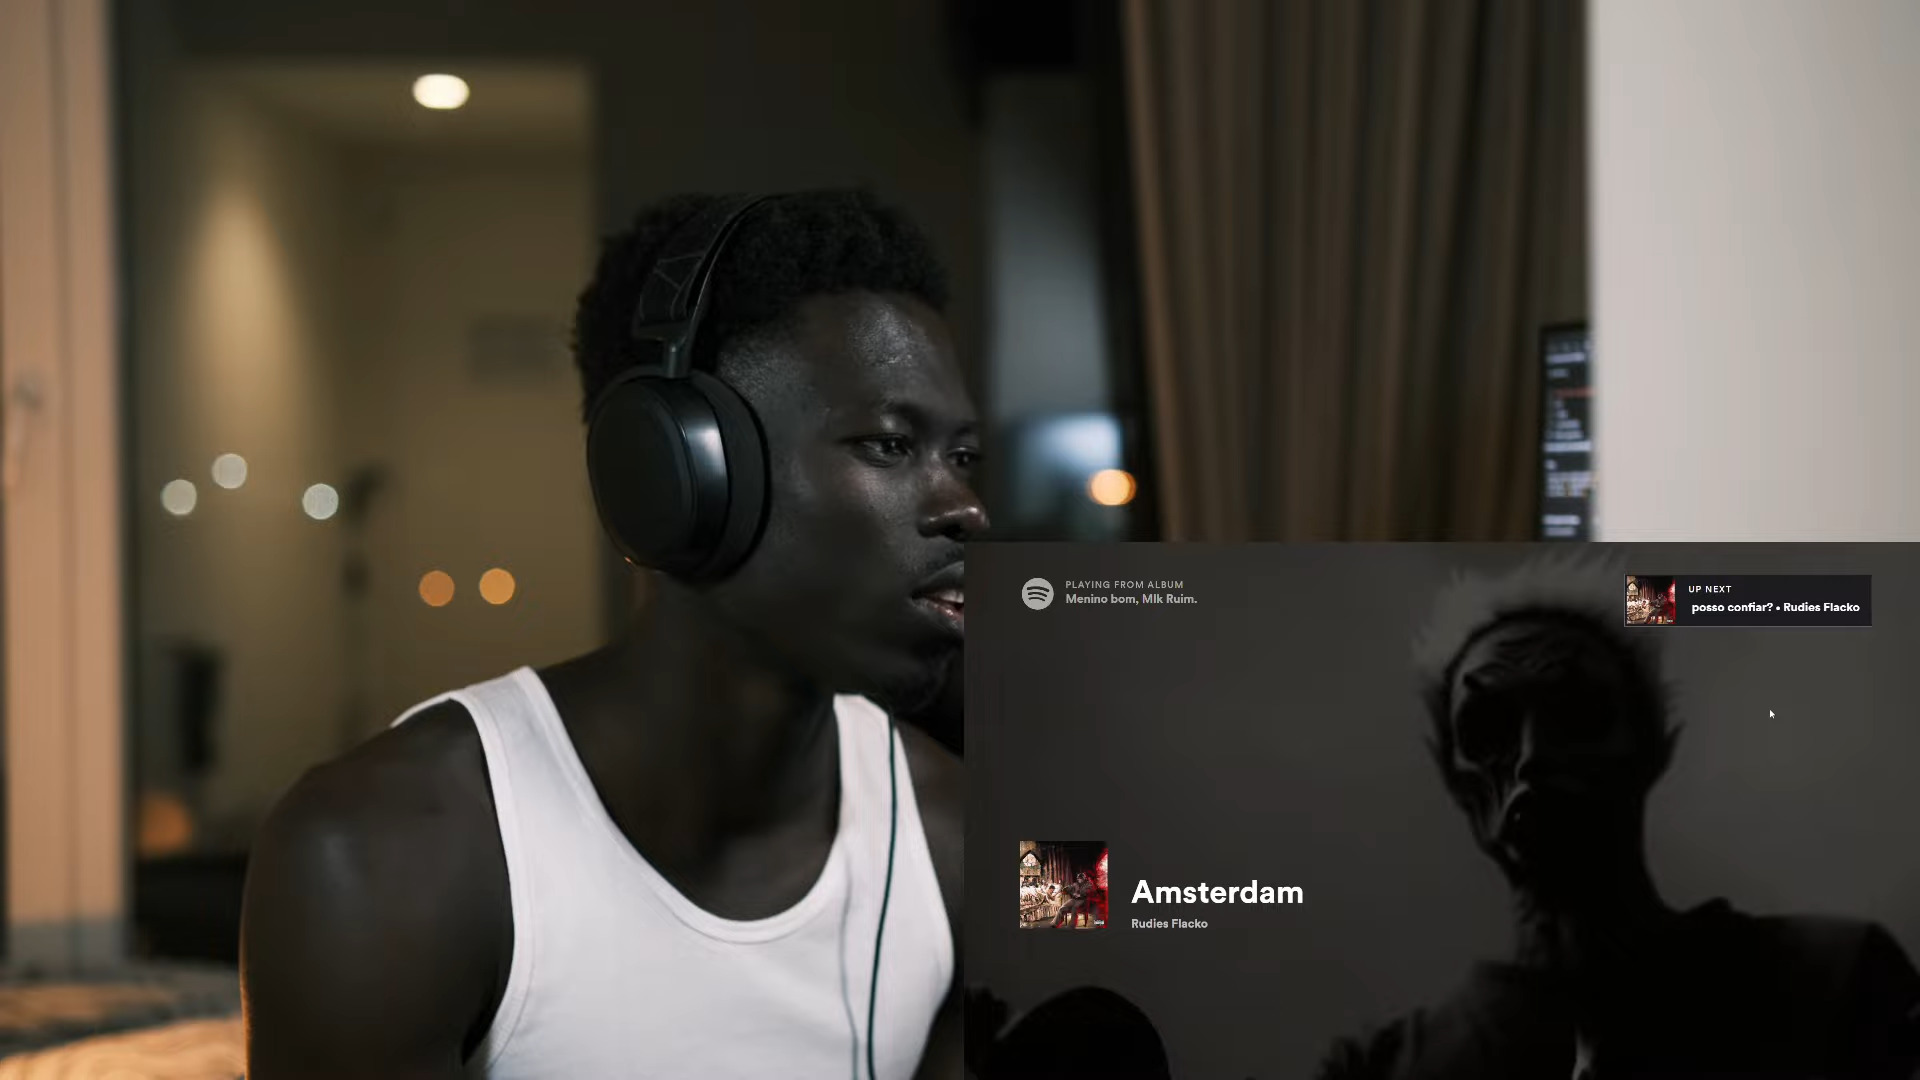 PLAYING FROM ALBUM
Menino bom, Mlk Ruim.
UP NEXT
posso confiar? • Rudies Flacko
Amsterdam
Rudies Flacko